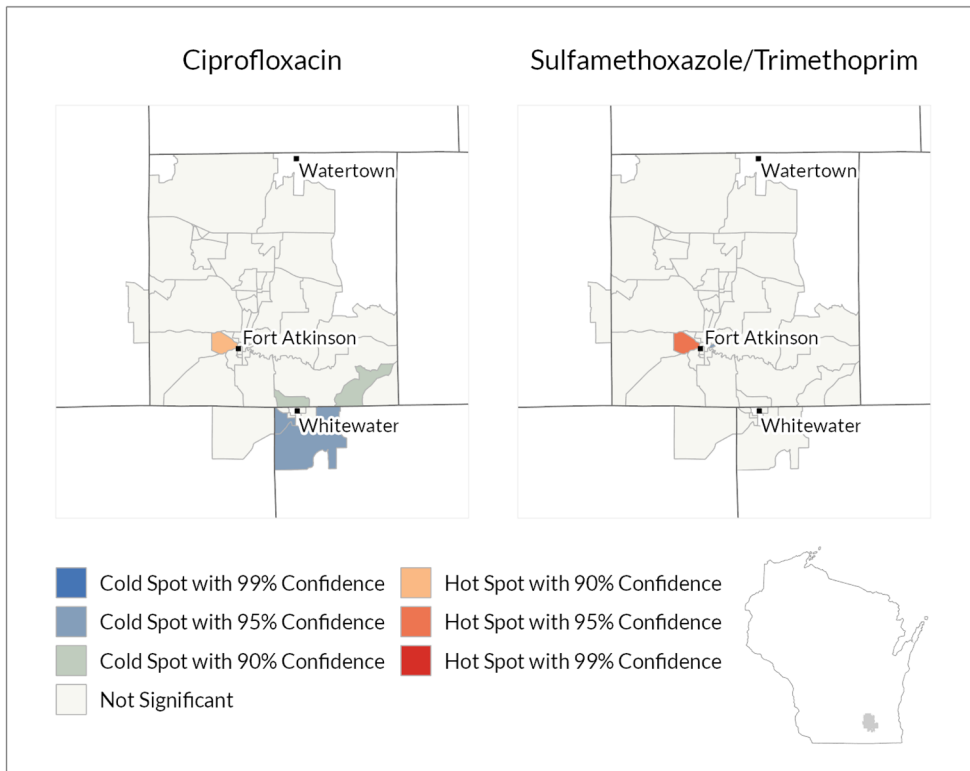 Ciprofloxacin
Sulfamethoxazole/Trimethoprim
Watertown
Fort Atkinson
Whitewater
Watertown
Fort Atkinson
Whitewater
Cold Spot with 99% Confidence
Cold Spot with 95% Confidence
Cold Spot with 90% Confidence
Not Significant
Hot Spot with 90% Confidence
Hot Spot with 95% Confidence
Hot Spot with 99% Confidence